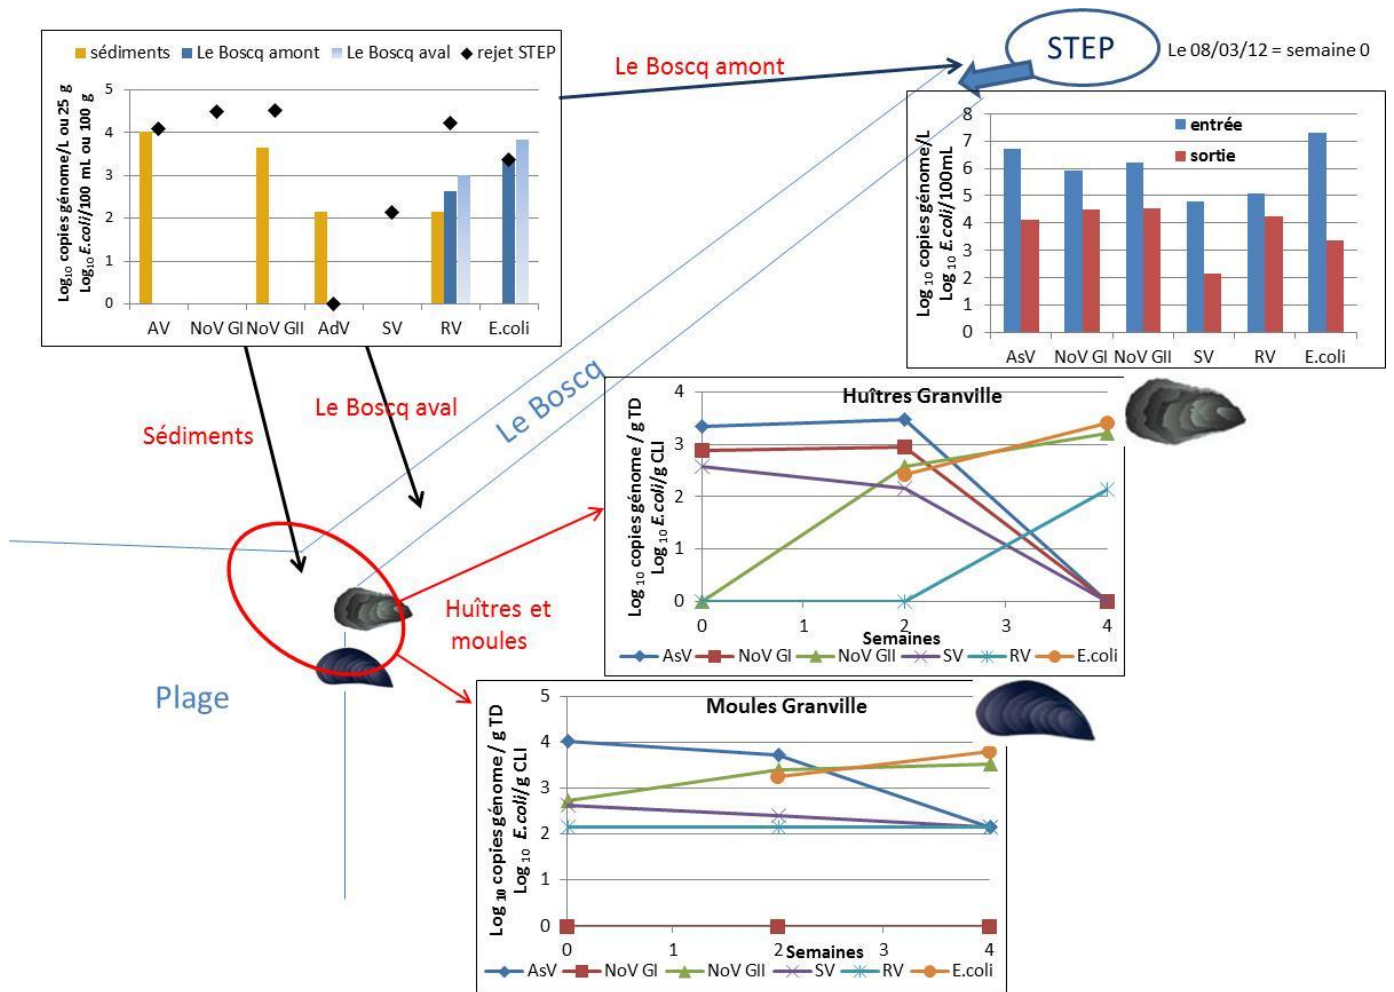 sédiments Le Boscq amont Le Boscq aval rejet STEP
Log10 copies génome/L ou 25 g
Log10 E.coli/100 mL ou 100 g
5
4
3
2
1
0
AV NoV GI NoV GII AdV SV RV E.coli
Le Boscq amont
STEP
Le 08/03/12 = semaine 0
Log10 copies génome/L
Log10 E.coli/100mL
8
7
6
5
4
3
2
1
0
entrée
sortie
AsV NoV GI NoV GII SV RV E.coli
Sédiments
Le Boscq aval
Le Boscq
Huîtres et
moules
Plage
Huîtres Granville
Log10 copies génome / g TD
Log10 E.coli/g CLI
4
3
2
1
0
0 1 2 3 4
Semaines
AsV NoV GI NoV GII SV RV E.coli
Moules Granville
Log10 copies génome / g TD
Log10 E.coli/g CLI
5
4
3
2
1
0
0 1 2 3 4
Semaines
AsV NoV GI NoV GII SV RV E.coli